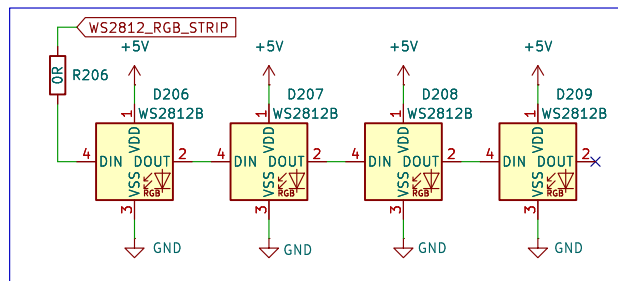 WS2812_RGB_STRIP
+5V +5V +5V +5V
0R R206
D206 D207 D208 D209
WS2812B WS2812B WS2812B WS2812B
1 1 1 1
VDD VDD VDD VDD
4 DIN DOUT 2 4 DIN DOUT 2 4 DIN DOUT 2 4 DIN DOUT 2
VSS RGB VSS RGB VSS RGB VSS RGB
3 3 3 3
GND GND GND GND